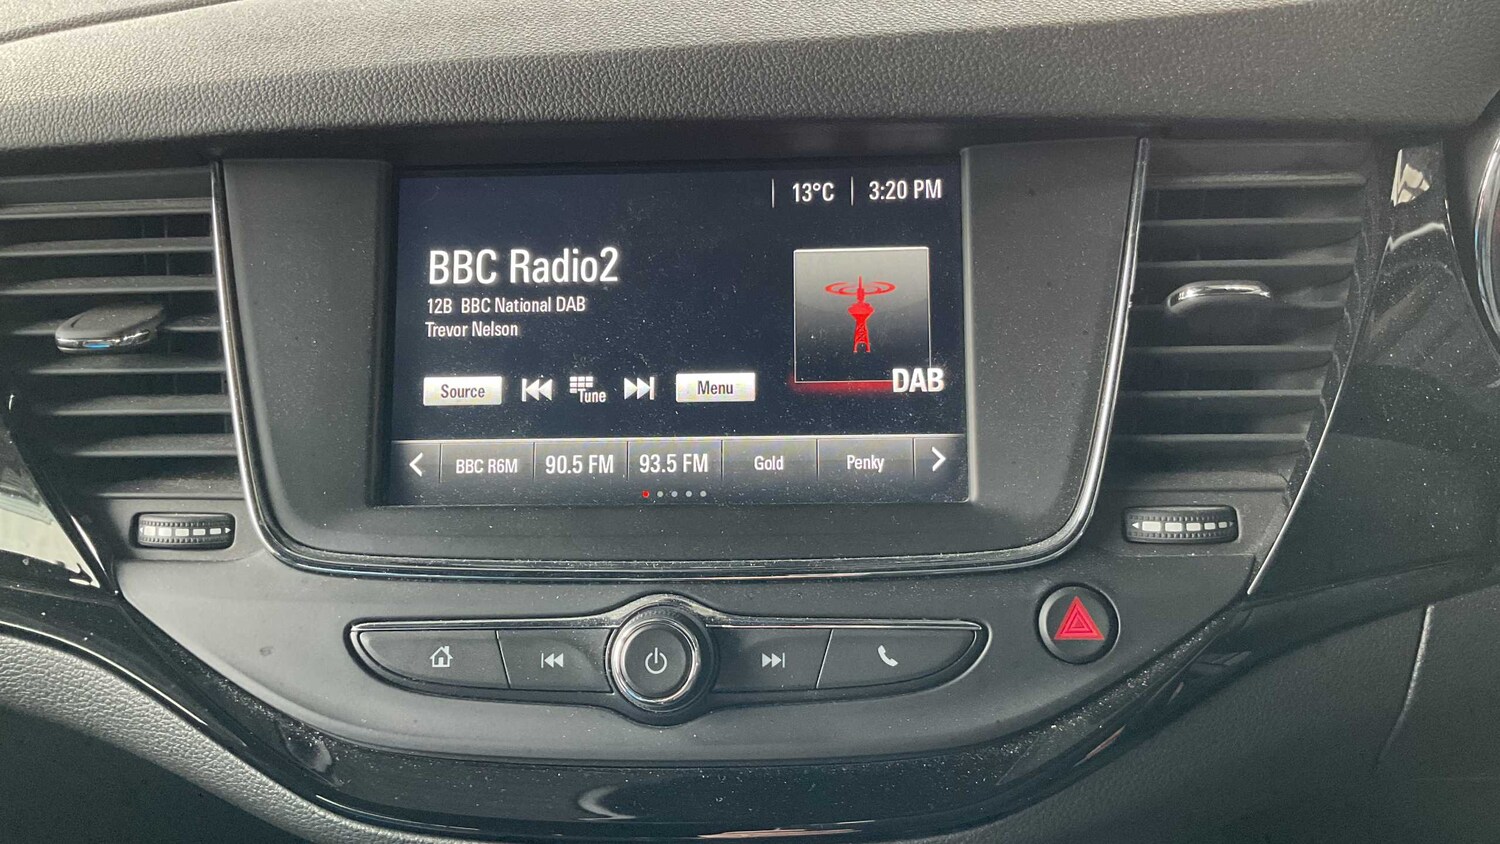 13°C 3:20 PM
BBC Radio2
12B BBC National DAB
Trevor Nelson
DAB
Source Tune Menu
BBC R6M 90.5 FM 93.5 FM Gold Penky